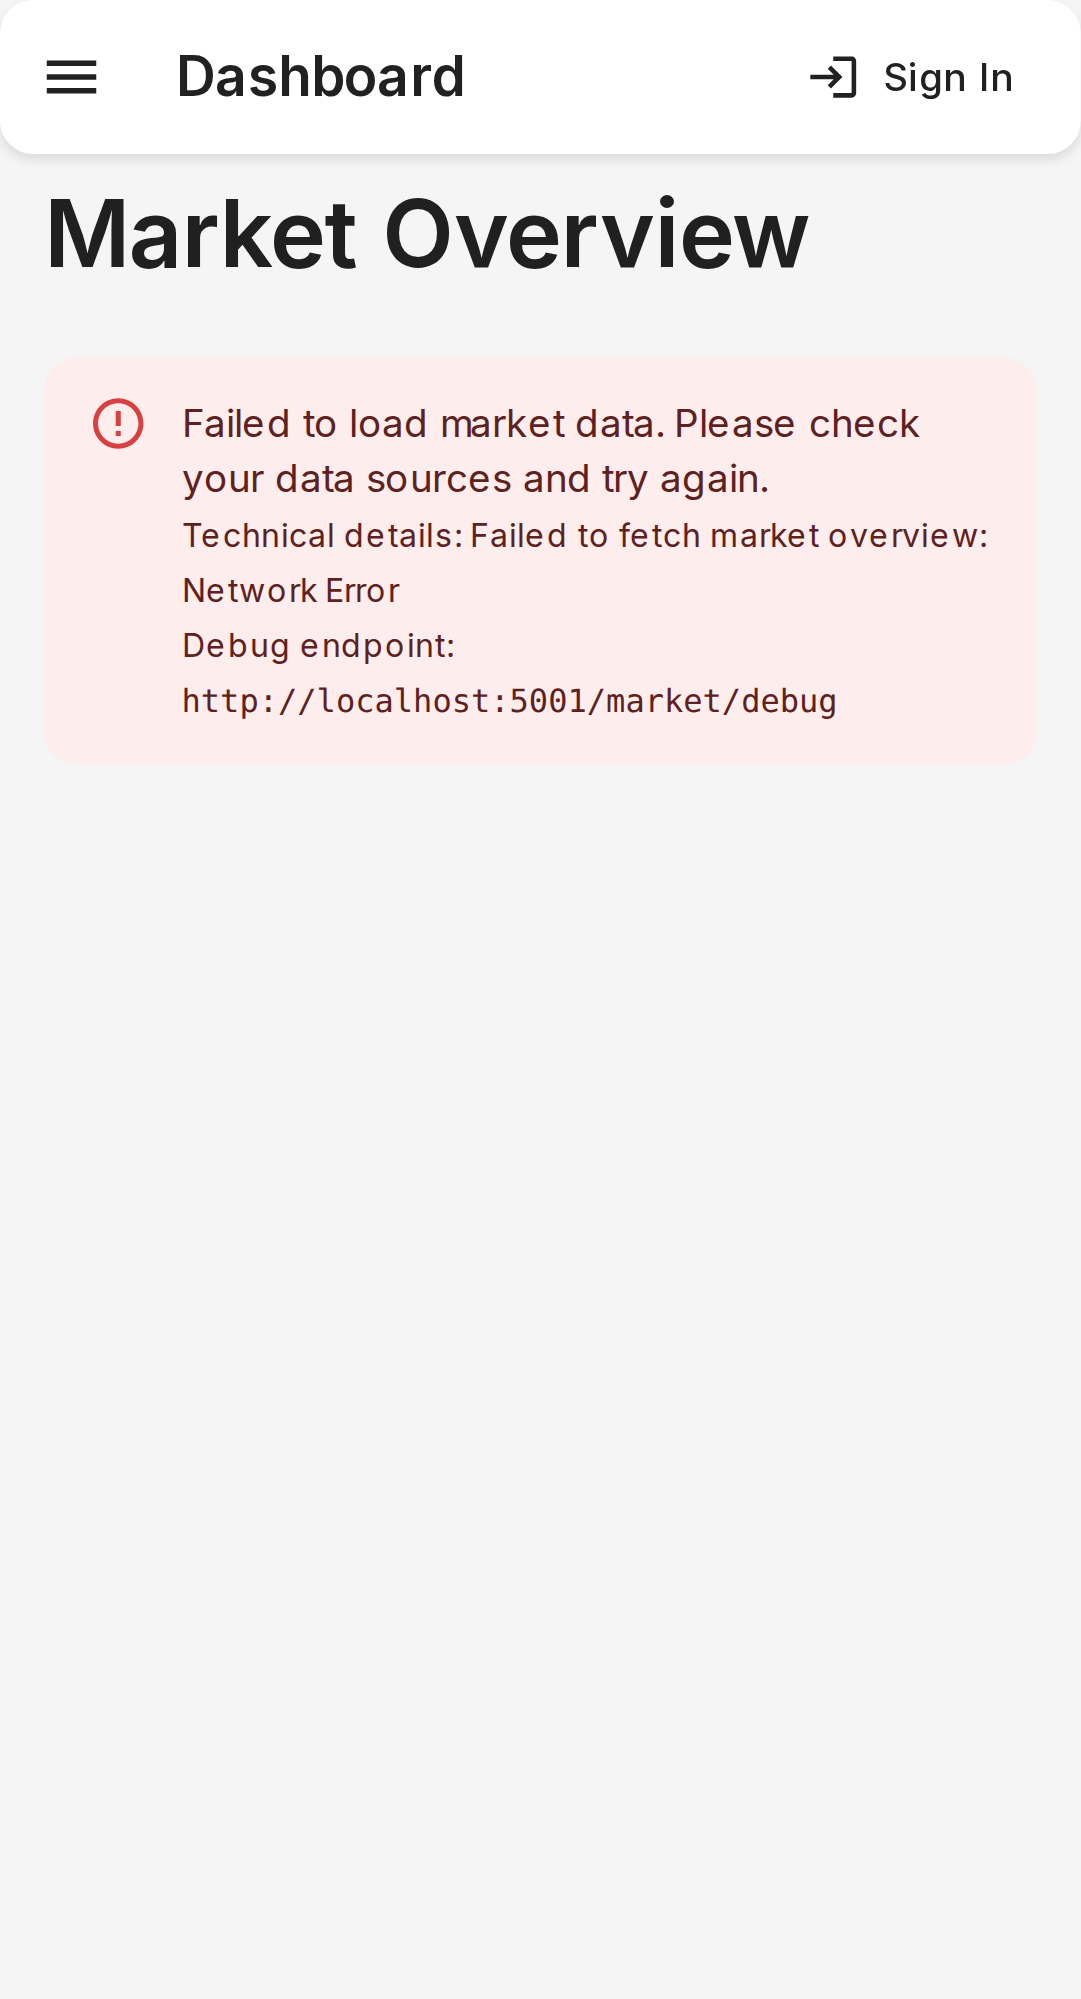 Dashboard
Sign In
Market Overview
Failed to load market data. Please check
your data sources and try again.
Technical details: Failed to fetch market overview:
Network Error
Debug endpoint:
http://localhost:5001/market/debug